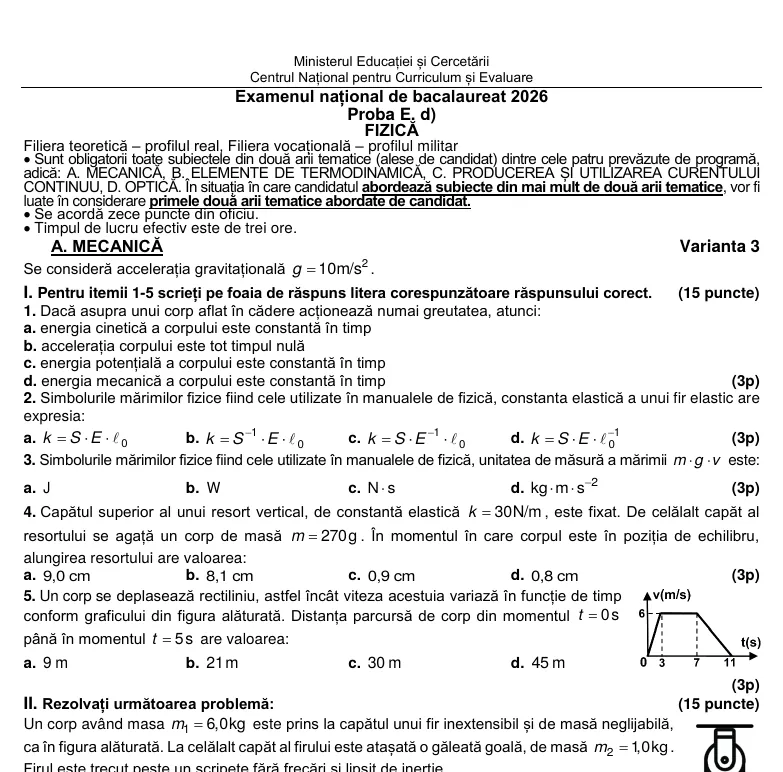 Ministerul Educației și Cercetării
Centrul Național pentru Curriculum și Evaluare
Examenul național de bacalaureat 2026
Proba E. d)
FIZICĂ
Filiera teoretică – profilul real, Filiera vocațională – profilul militar
• Sunt obligatorii toate subiectele din două arii tematice (alese de candidat) dintre cele patru prevăzute de programă,
adică: A. MECANICĂ, B. ELEMENTE DE TERMODINAMICĂ, C. PRODUCEREA ȘI UTILIZAREA CURENTULUI
CONTINUU, D. OPTICĂ. În situația în care candidatul abordează subiecte din mai mult de două arii tematice, vor fi
luate în considerare primele două arii tematice abordate de candidat.
• Se acordă zece puncte din oficiu.
• Timpul de lucru efectiv este de trei ore.
A. MECANICĂ Varianta 3
Se consideră accelerația gravitațională g = 10m/s².
I. Pentru itemii 1-5 scrieți pe foaia de răspuns litera corespunzătoare răspunsului corect. (15 puncte)
1. Dacă asupra unui corp aflat în cădere acționează numai greutatea, atunci:
a. energia cinetică a corpului este constantă în timp
b. accelerația corpului este tot timpul nulă
c. energia potențială a corpului este constantă în timp
d. energia mecanică a corpului este constantă în timp (3p)
2. Simbolurile mărimilor fizice fiind cele utilizate în manualele de fizică, constanta elastică a unui fir elastic are
expresia:
a. k = S · E · ℓ₀ b. k = S⁻¹ · E · ℓ₀ c. k = S · E⁻¹ · ℓ₀ d. k = S · E · ℓ₀⁻¹ (3p)
3. Simbolurile mărimilor fizice fiind cele utilizate în manualele de fizică, unitatea de măsură a mărimii m · g · v este:
a. J b. W c. N · s d. kg · m · s⁻² (3p)
4. Capătul superior al unui resort vertical, de constantă elastică k = 30N/m, este fixat. De celălalt capăt al
resortului se agață un corp de masă m = 270g. În momentul în care corpul este în poziția de echilibru,
alungirea resortului are valoarea:
a. 9,0 cm b. 8,1 cm c. 0,9 cm d. 0,8 cm (3p)
5. Un corp se deplasează rectiliniu, astfel încât viteza acestuia variază în funcție de timp
conform graficului din figura alăturată. Distanța parcursă de corp din momentul t = 0s
până în momentul t = 5s are valoarea:
a. 9 m b. 21 m c. 30 m d. 45 m
v(m/s)
6
t(s)
0 3 7 11
(3p)
II. Rezolvați următoarea problemă: (15 puncte)
Un corp având masa m₁ = 6,0kg este prins la capătul unui fir inextensibil și de masă neglijabilă,
ca în figura alăturată. La celălalt capăt al firului este atașată o găleată goală, de masă m₂ = 1,0kg.
Firul este trecut peste un scripete fără frecări și lipsit de inerție.